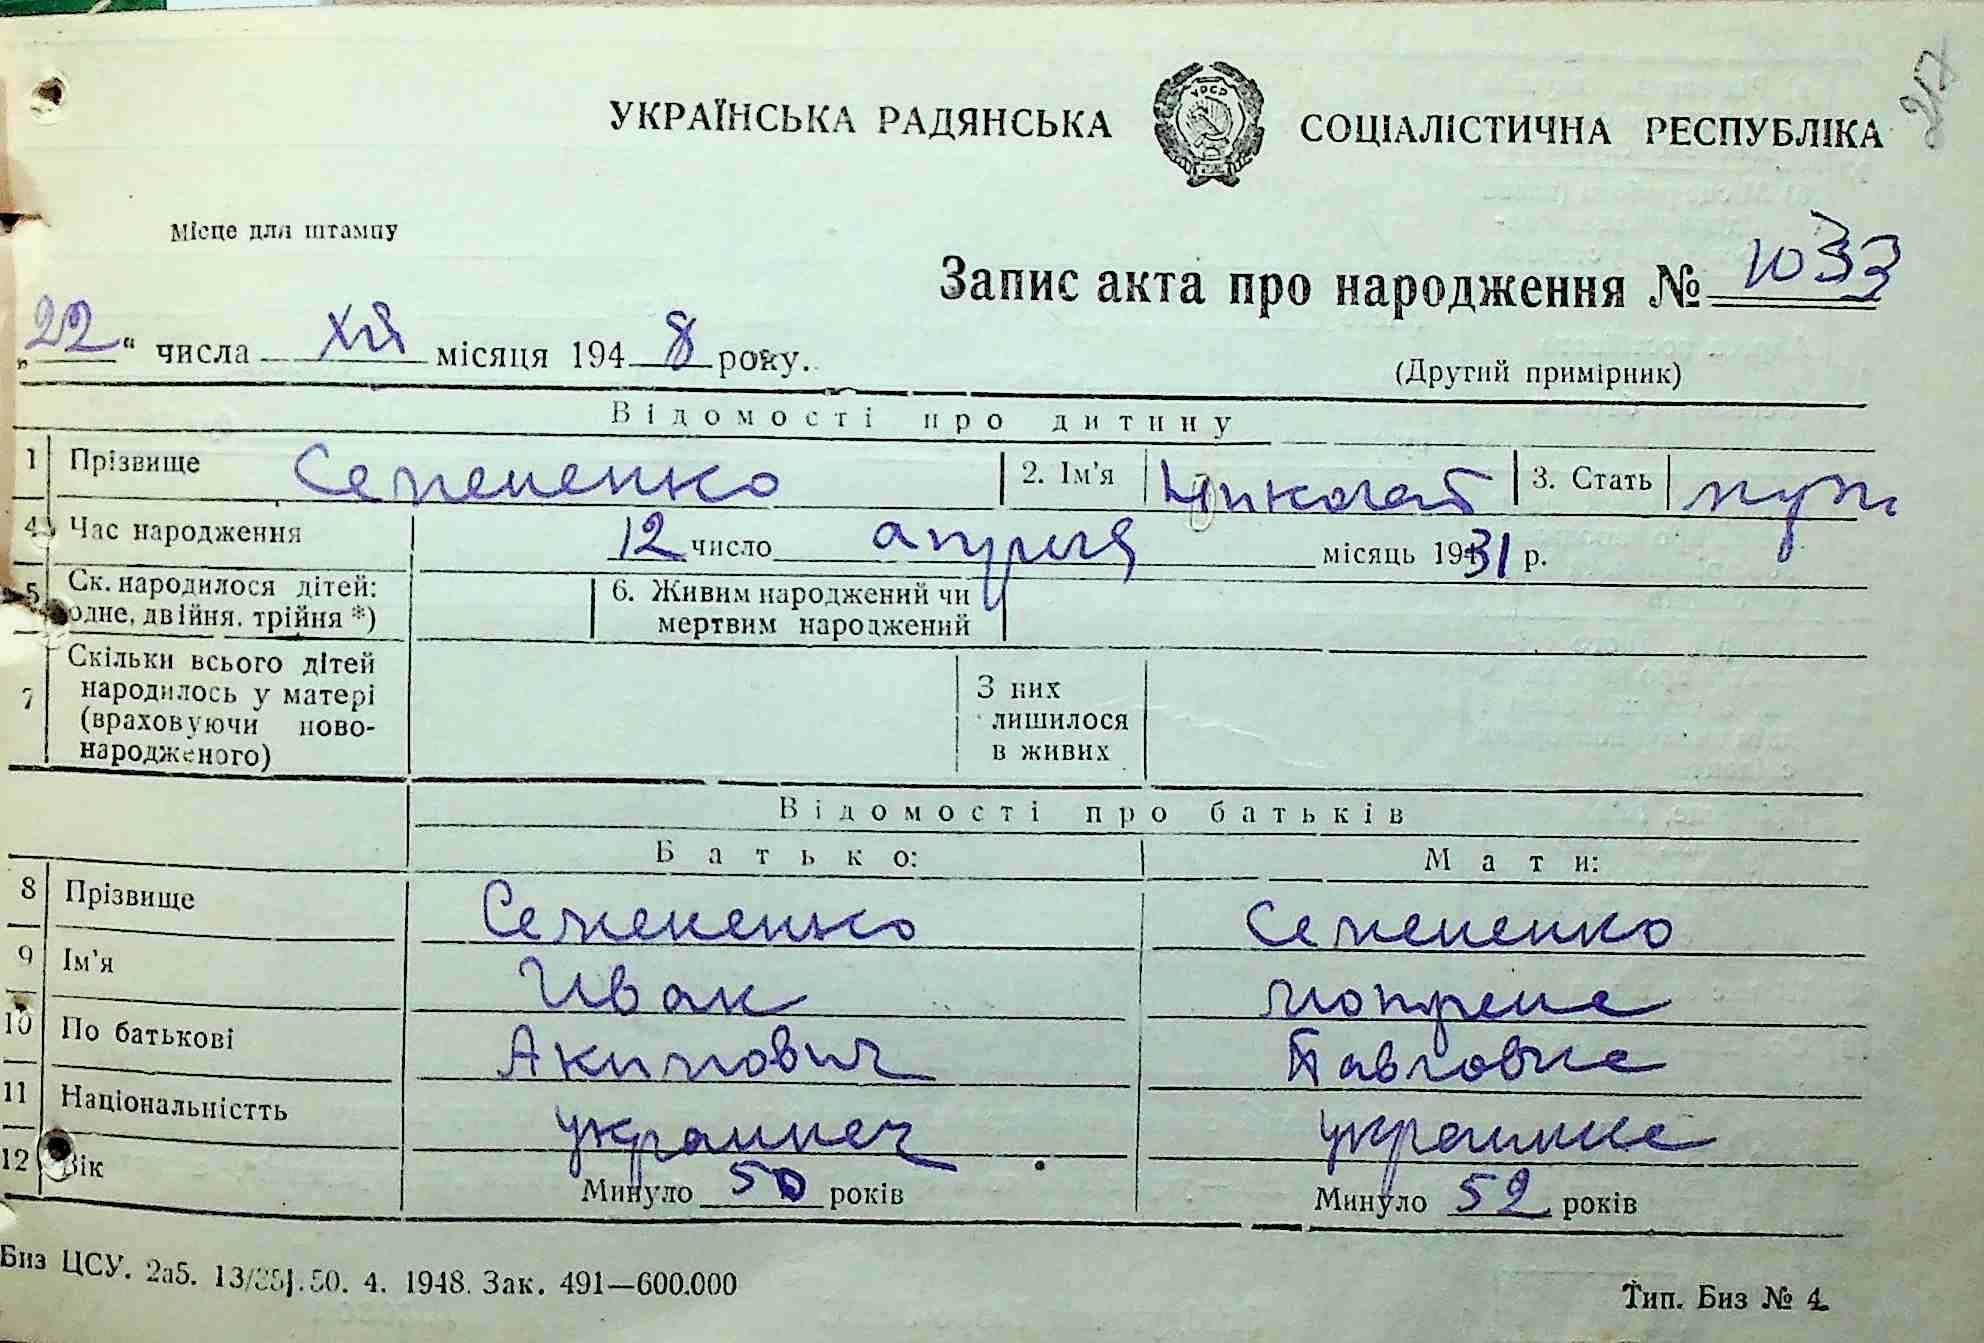 217
УКРАЇНСЬКА РАДЯНСЬКА СОЦІАЛІСТИЧНА РЕСПУБЛІКА
УРСР
Місце для штампу
Запис акта про народження № 1033
„22“ числа XII місяця 1948 року.
(Другий примірник)
Відомості про дитину
1 Прізвище Семененко 2. Ім'я Николай 3. Стать муж
4 Час народження 12 число апреля місяць 1931 р.
5 Ск. народилося дітей: одне, двійня, трійня *) 6. Живим народжений чи мертвим народжений
7 Скільки всього дітей народилось у матері (враховуючи новонародженого) З них лишилося в живих
Відомості про батьків
Батько: Мати:
8 Прізвище Семененко Семененко
9 Ім'я Иван
10 По батькові Акимович Павловна
11 Національністть украинец украинка
12 Вік Минуло 50 років Минуло 52 років
Биз ЦСУ. 2а5. 50. 4. 1948. Зак. 491—600.000
Тип. Биз № 4.